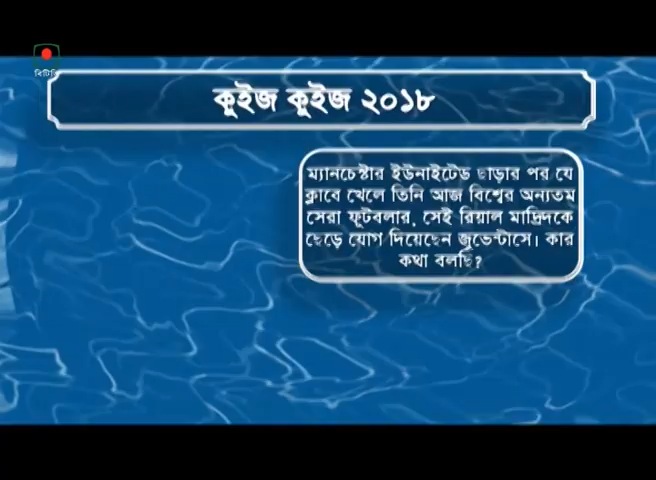 বিটিভি
কুইজ কুইজ ২০১৮
ম্যানচেষ্টার ইউনাইটেড ছাড়ার পর যে
ক্লাবে খেলে তিনি আজ বিশ্বের অন্যতম
সেরা ফুটবলার, সেই রিয়াল মাদ্রিদকে
ছেড়ে যোগ দিয়েছেন জুভেন্টাসে। কার
কথা বলছি?